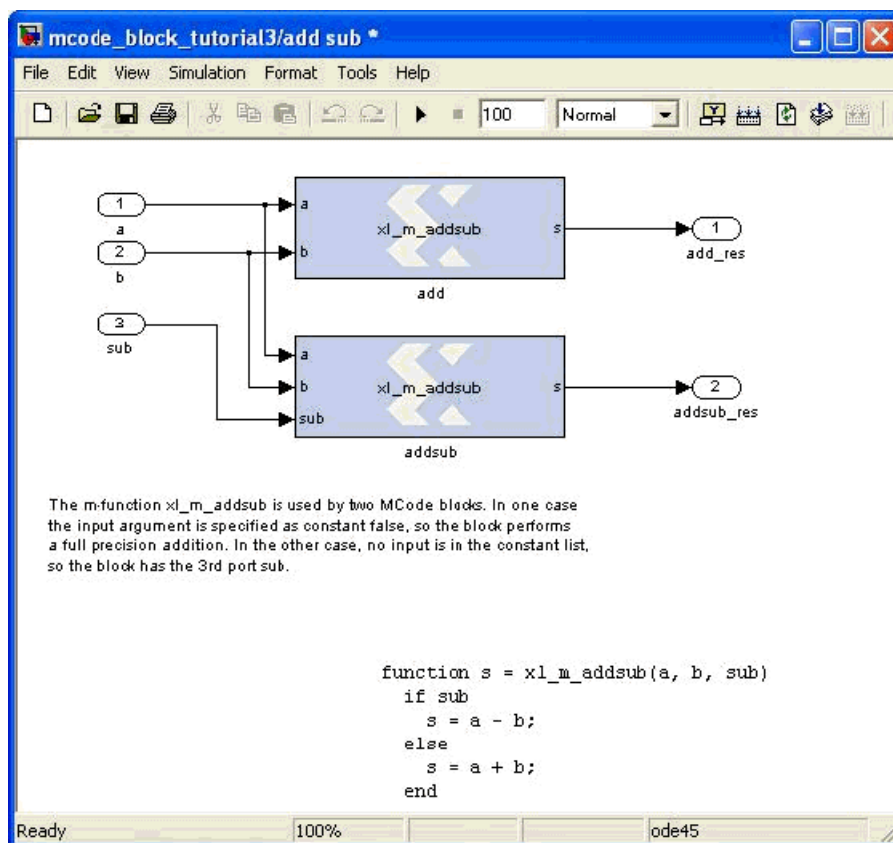 mcode_block_tutorial3/add sub *
File Edit View Simulation Format Tools Help
100 Normal
1
a
2
b
3
sub
a
b
xl_m_addsub
s
add
1
add_res
a
b
sub
xl_m_addsub
s
addsub
2
addsub_res
The m-function xl_m_addsub is used by two MCode blocks. In one case
the input argument is specified as constant false, so the block performs
a full precision addition. In the other case, no input is in the constant list,
so the block has the 3rd port sub.
function s = xl_m_addsub(a, b, sub)
if sub
s = a - b;
else
s = a + b;
end
Ready 100% ode45